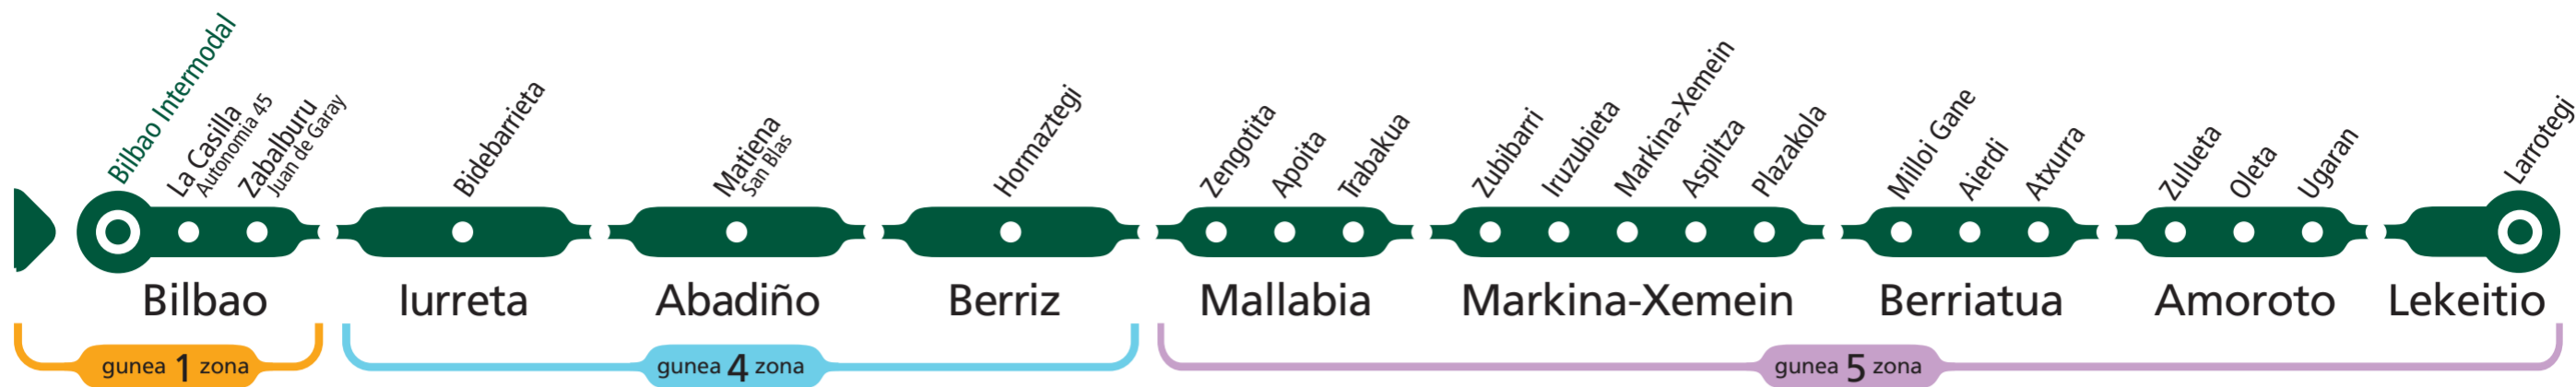 Bilbao Intermodal
La Casilla
Autonomia 45
Zabalburu
Juan de Garay
Bidebarrieta
Matiena
San Blas
Hormaztegi
Zengotita
Apoita
Trabakua
Zubibarri
Iruzubieta
Markina-Xemein
Aspiltza
Plazakola
Milloi Gane
Aierdi
Atxurra
Zulueta
Oleta
Ugaran
Larrotegi
Bilbao
Iurreta
Abadiño
Berriz
Mallabia
Markina-Xemein
Berriatua
Amoroto
Lekeitio
gunea 1 zona
gunea 4 zona
gunea 5 zona